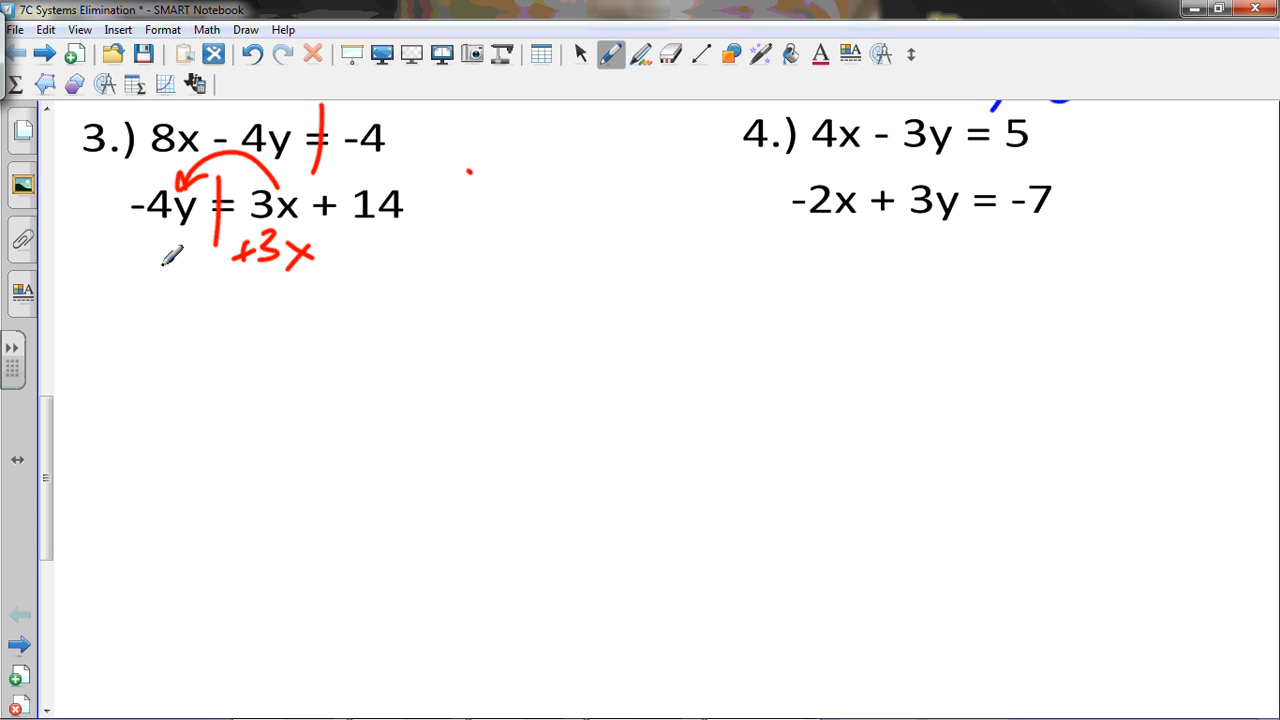 7C Systems Elimination * - SMART Notebook
File Edit View Insert Format Math Draw Help
3.) 8x - 4y = -4
-4y = 3x + 14
+3x
4.) 4x - 3y = 5
-2x + 3y = -7